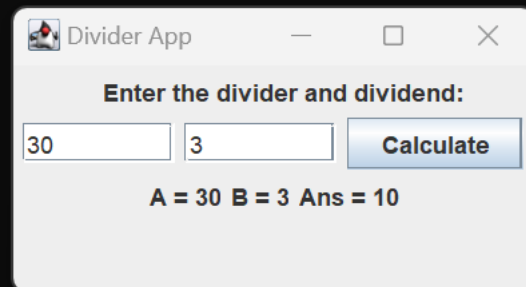 Divider App
Enter the divider and dividend:
30 3 Calculate
A = 30 B = 3 Ans = 10